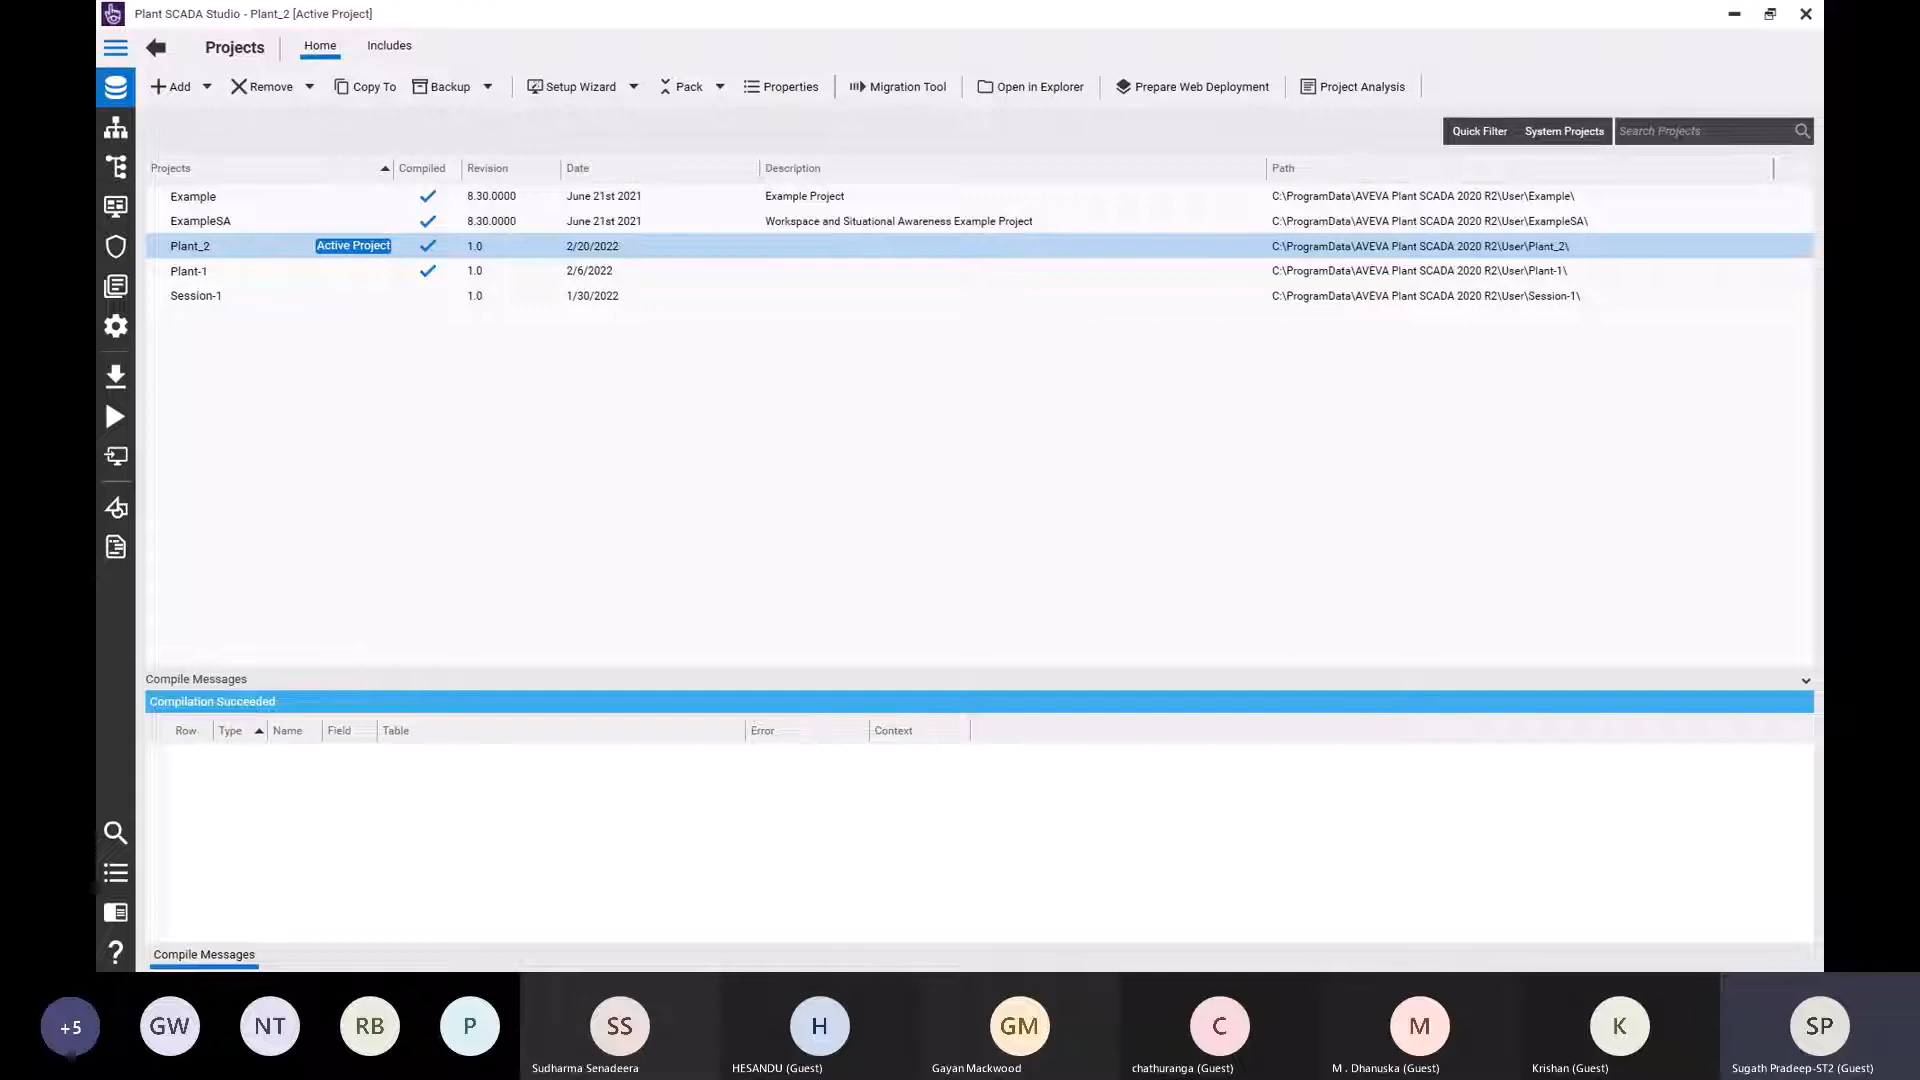 Plant SCADA Studio - Plant_2 [Active Project]
Projects Home Includes
Add Remove Copy To Backup Setup Wizard Pack Properties Migration Tool Open in Explorer Prepare Web Deployment Project Analysis
Quick Filter System Projects Search Projects
Projects Compiled Revision Date Description Path
Example 8.30.0000 June 21st 2021 Example Project C:\ProgramData\AVEVA Plant SCADA 2020 R2\User\Example\
ExampleSA 8.30.0000 June 21st 2021 Workspace and Situational Awareness Example Project C:\ProgramData\AVEVA Plant SCADA 2020 R2\User\ExampleSA\
Plant_2 Active Project 1.0 2/20/2022 C:\ProgramData\AVEVA Plant SCADA 2020 R2\User\Plant_2\
Plant-1 1.0 2/6/2022 C:\ProgramData\AVEVA Plant SCADA 2020 R2\User\Plant-1\
Session-1 1.0 1/30/2022 C:\ProgramData\AVEVA Plant SCADA 2020 R2\User\Session-1\
Compile Messages
Compilation Succeeded
Row Type Name Field Table Error Context
Compile Messages
+5 GW NT RB P SS H GM C M K SP
Sudharma Senadeera HESANDU (Guest) Gayan Mackwood chathuranga (Guest) M . Dhanuska (Guest) Krishan (Guest) Sugath Pradeep-ST2 (Guest)